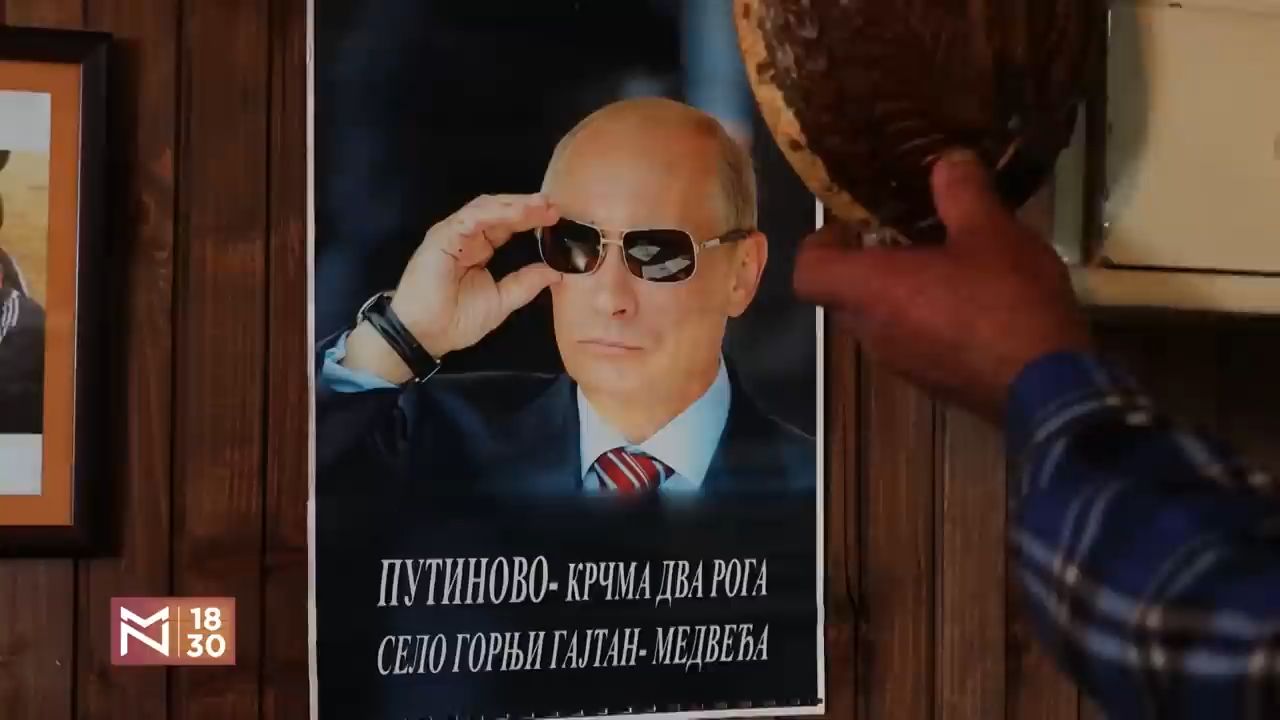 ПУТИНОВО- КРЧМА ДВА РОГА
СЕЛО ГОРЊИ ГАЈТАН- МЕДВЕЂА
18
30